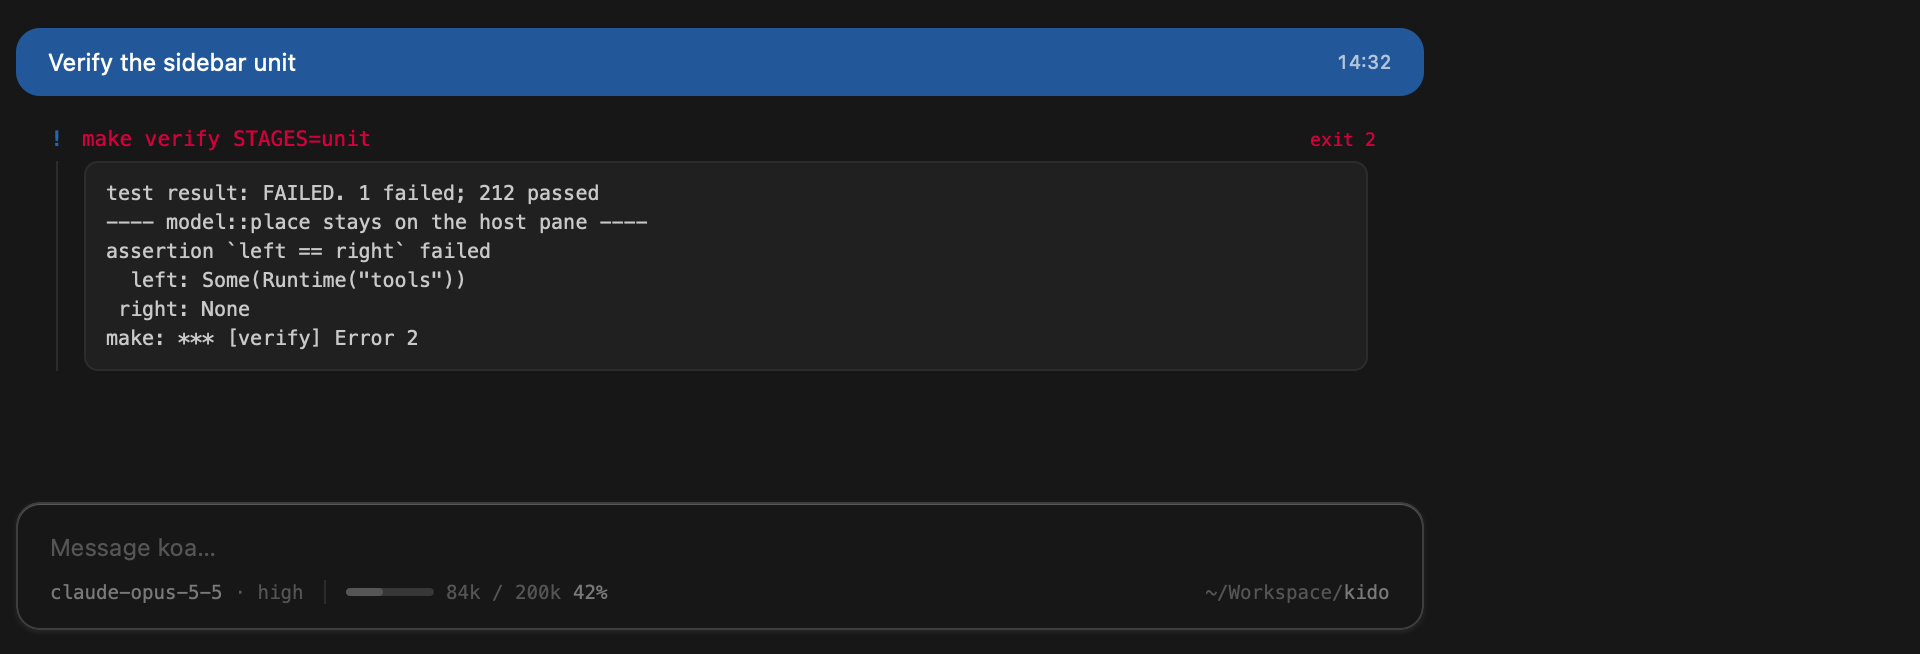 Verify the sidebar unit 14:32
! make verify STAGES=unit exit 2
test result: FAILED. 1 failed; 212 passed
---- model::place stays on the host pane ----
assertion `left == right` failed
  left: Some(Runtime("tools"))
 right: None
make: *** [verify] Error 2
Message koa...
claude-opus-5-5 · high 84k / 200k 42% ~/Workspace/kido